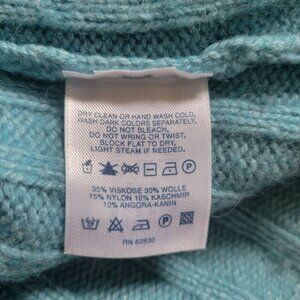 DRY CLEAN OR HAND WASH COLD.
WASH DARK COLORS SEPARATELY.
DO NOT BLEACH.
DO NOT WRING OR TWIST.
BLOCK FLAT TO DRY.
LIGHT STEAM IF NEEDED.
35% VISKOSE 30% WOLLE
15% NYLON 10% KASCHMIR
10% ANGORA-KANIN
RN 62830